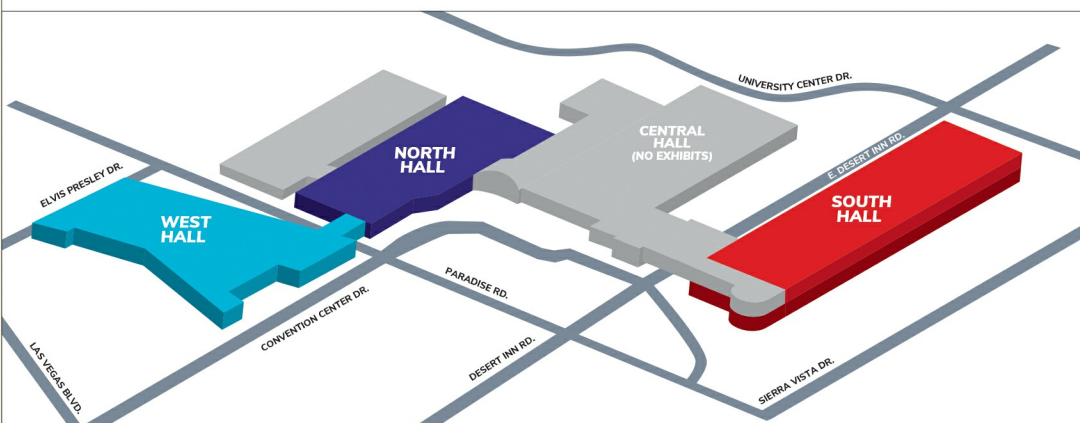 UNIVERSITY CENTER DR.
CENTRAL
HALL
(NO EXHIBITS)
NORTH
HALL
E. DESERT INN RD.
ELVIS PRESLEY DR.
WEST
HALL
SOUTH
HALL
PARADISE RD.
CONVENTION CENTER DR.
DESERT INN RD.
LAS VEGAS BLVD.
SIERRA VISTA DR.